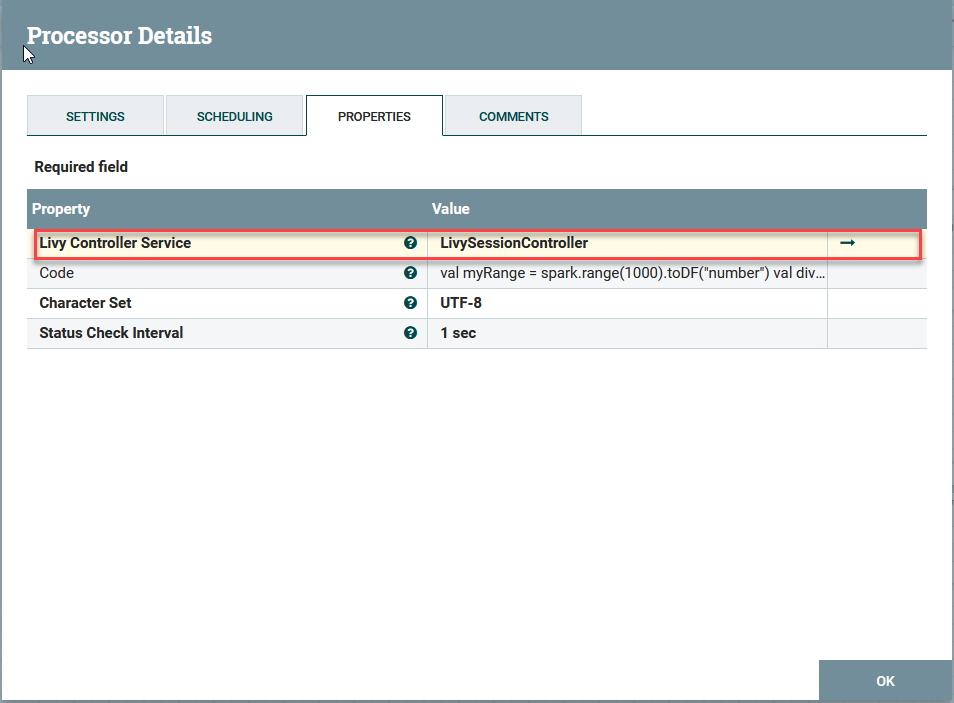 Processor Details
SETTINGS SCHEDULING PROPERTIES COMMENTS
Required field
Property Value
Livy Controller Service ? LivySessionController →
Code ? val myRange = spark.range(1000).toDF("number") val div...
Character Set ? UTF-8
Status Check Interval ? 1 sec
OK